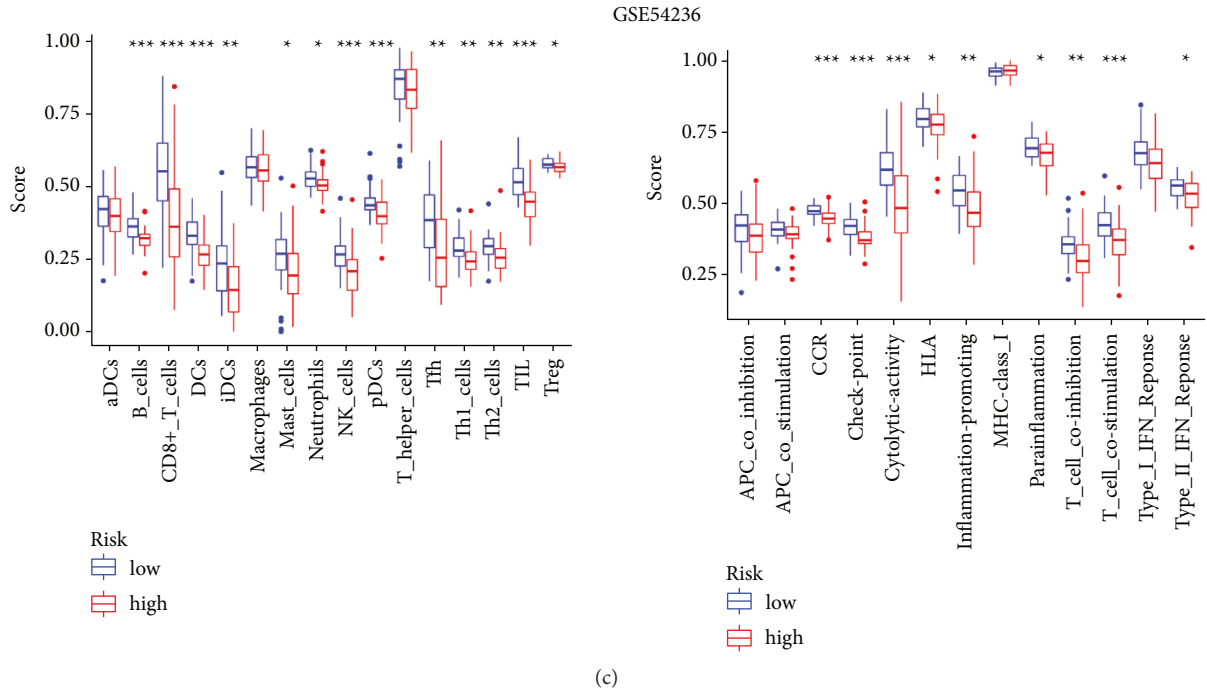 GSE54236
* * * * * * * * * * * * * * * * * * * * * * * * * * * * *
1.00
0.75
0.50
0.25
0.00
Score
aDCs
B_cells
CD8+_T_cells
DCs
iDCs
Macrophages
Mast_cells
Neutrophils
NK_cells
pDCs
T_helper_cells
Tfh
Th1_cells
Th2_cells
TIL
Treg
Risk
low
high
* * * * * * * * * * * * * * * * * * * * *
1.00
0.75
0.50
0.25
Score
APC_co_inhibition
APC_co_stimulation
CCR
Check-point
Cytolytic-activity
HLA
Inflammation-promoting
MHC-class_I
Parainflammation
T_cell_co-inhibition
T_cell_co-stimulation
Type_I_IFN_Reponse
Type_II_IFN_Reponse
Risk
low
high
(c)